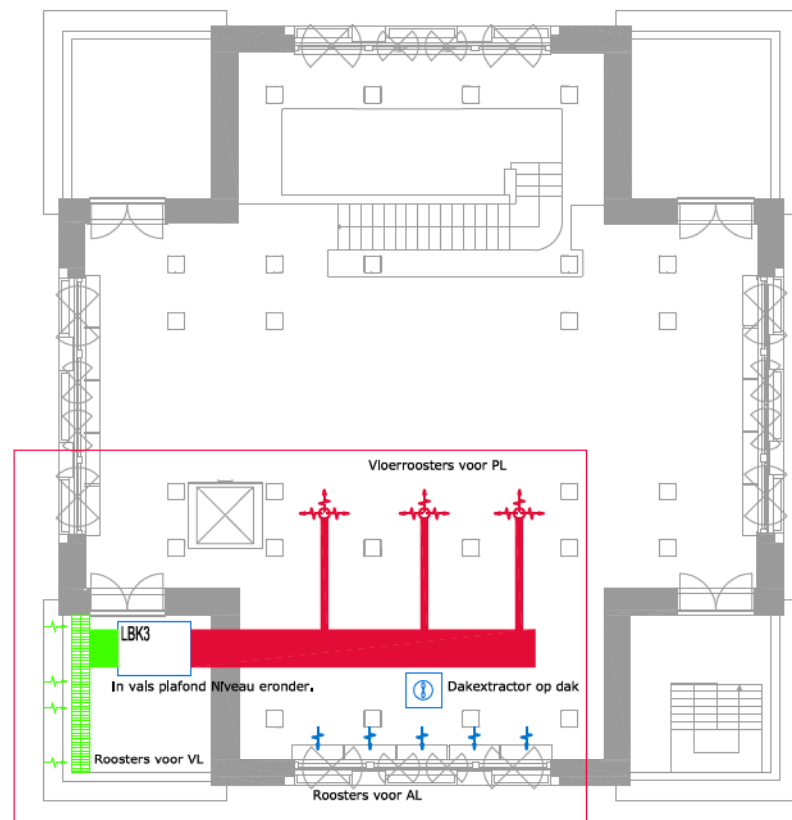 Vloerroosters voor PL
LBK3
In vals plafond Niveau eronder.
Dakextractor op dak
Roosters voor VL
Roosters voor AL